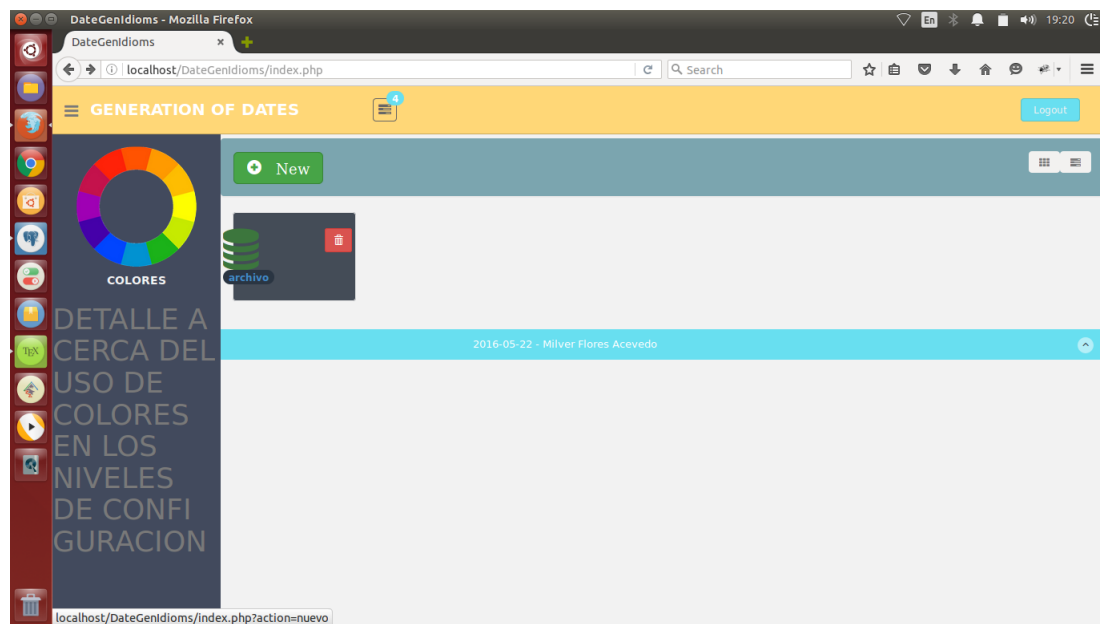 DateGenIdioms - Mozilla Firefox
En
19:20
DateGenIdioms
localhost/DateGenIdioms/index.php
Search
GENERATION OF DATES
4
Logout
New
COLORES
archivo
DETALLE A
CERCA DEL
USO DE
COLORES
EN LOS
NIVELES
DE CONFI
GURACION
2016-05-22 - Milver Flores Acevedo
TEX
localhost/DateGenIdioms/index.php?action=nuevo